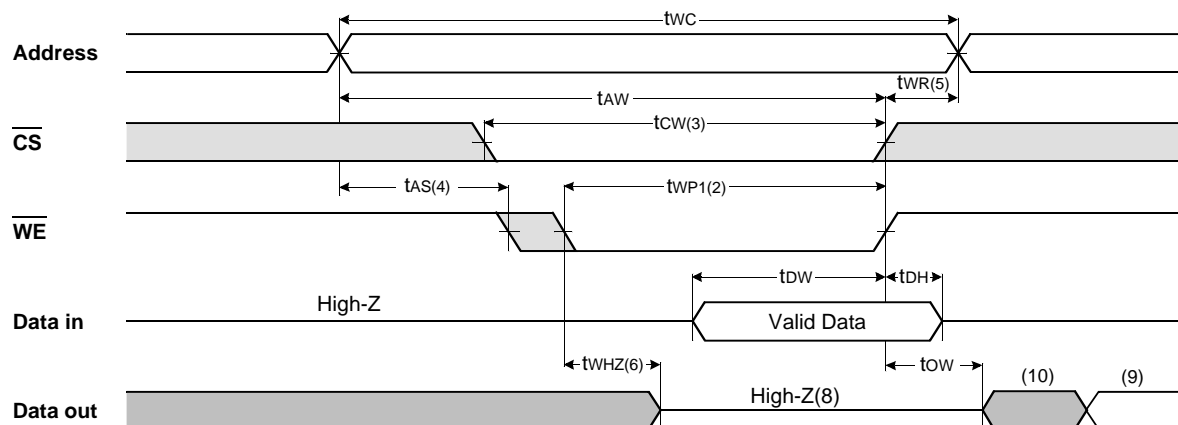 tWC
Address
tWR(5)
tAW
tCW(3)
CS
tAS(4)
tWP1(2)
WE
tDW
tDH
High-Z
Data in
Valid Data
tWHZ(6)
tOW
High-Z(8)
(10)
(9)
Data out